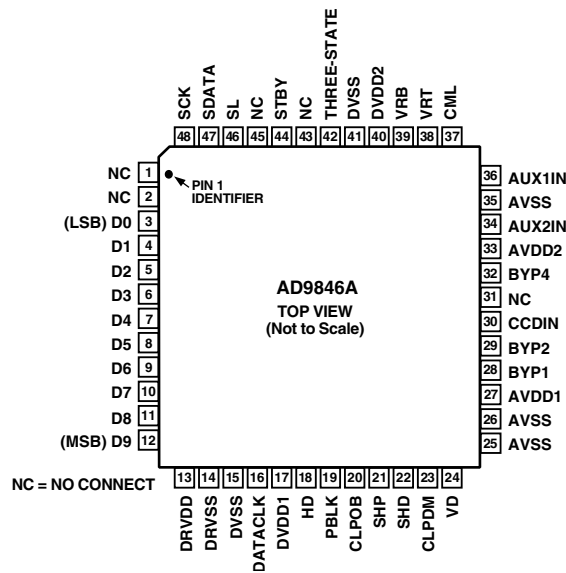 SCK
SDATA
SL
NC
STBY
NC
THREE-STATE
DVSS
DVDD2
VRB
VRT
CML
48 47 46 45 44 43 42 41 40 39 38 37
NC 1
NC 2
(LSB) D0 3
D1 4
D2 5
D3 6
D4 7
D5 8
D6 9
D7 10
D8 11
(MSB) D9 12
PIN 1
IDENTIFIER
AD9846A
TOP VIEW
(Not to Scale)
36 AUX1IN
35 AVSS
34 AUX2IN
33 AVDD2
32 BYP4
31 NC
30 CCDIN
29 BYP2
28 BYP1
27 AVDD1
26 AVSS
25 AVSS
NC = NO CONNECT
13 14 15 16 17 18 19 20 21 22 23 24
DRVDD
DRVSS
DVSS
DATACLK
DVDD1
HD
PBLK
CLPOB
SHP
SHD
CLPDM
VD